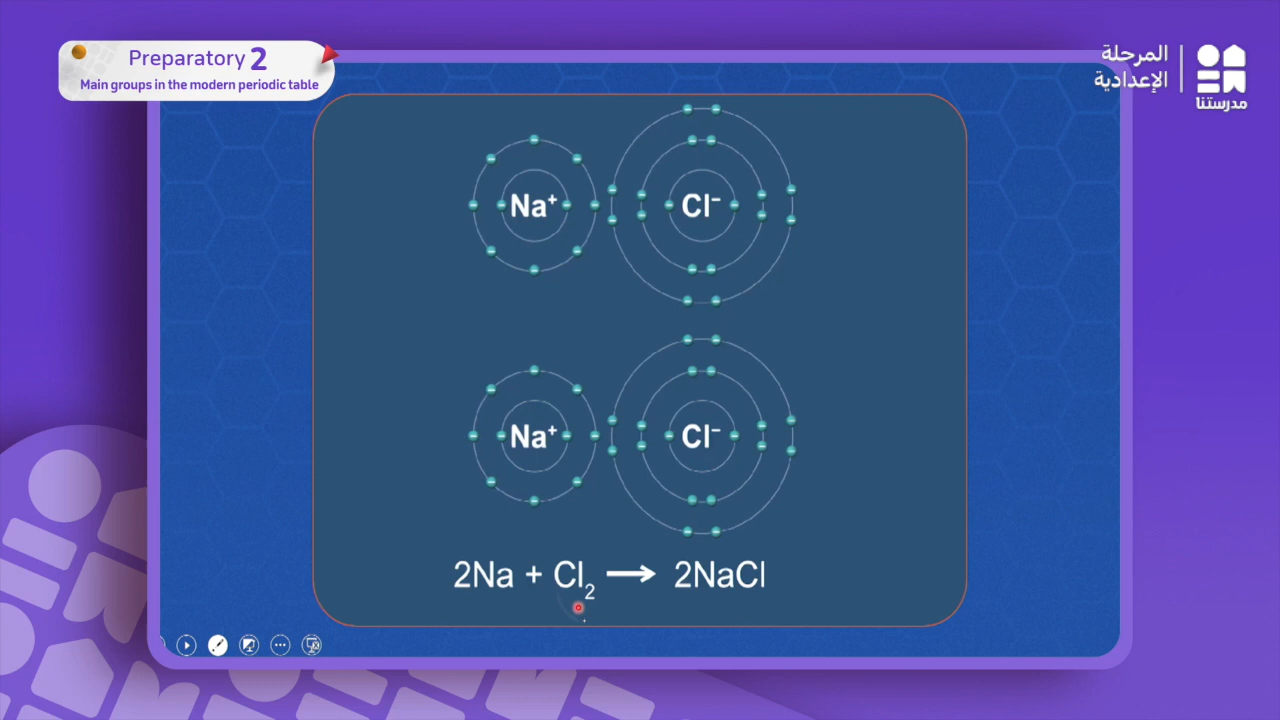 Preparatory 2
Main groups in the modern periodic table
المرحلة
الإعدادية
مدرستنا
Na⁺
Cl⁻
Na⁺
Cl⁻
2Na + Cl₂ ⟶ 2NaCl